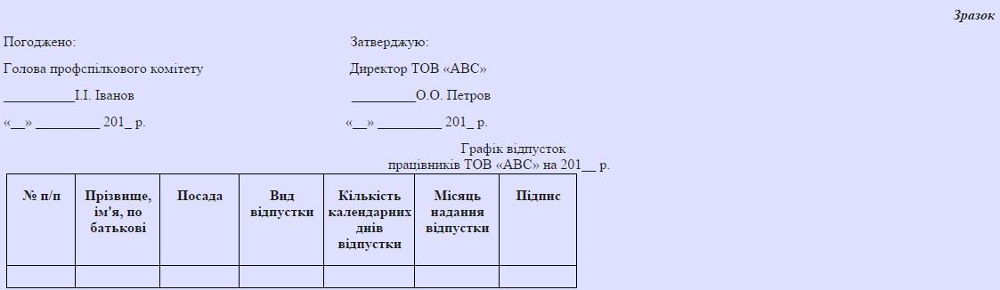 Зразок
Погоджено: Затверджую:
Голова профспілкового комітету Директор ТОВ «АВС»
__________І.І. Іванов _________О.О. Петров
«__» _________ 201_ р. «__» _________ 201_ р.
Графік відпусток
працівників ТОВ «АВС» на 201__ р.
№ п/п
Прізвище,
ім'я, по
батькові
Посада
Вид
відпустки
Кількість
календарних
днів
відпустки
Місяць
надання
відпустки
Підпис